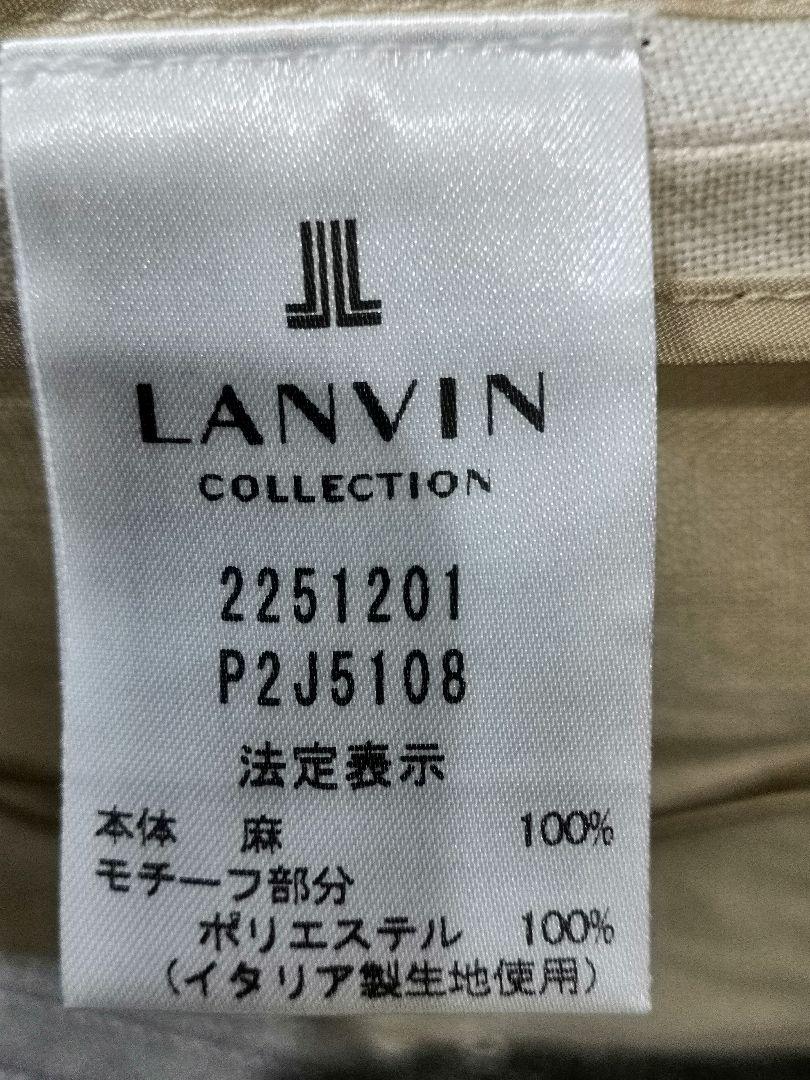 LANVIN
COLLECTION
2251201
P2J5108
法定表示
本体 麻 100%
モチーフ部分
ポリエステル 100%
(イタリア製生地使用)